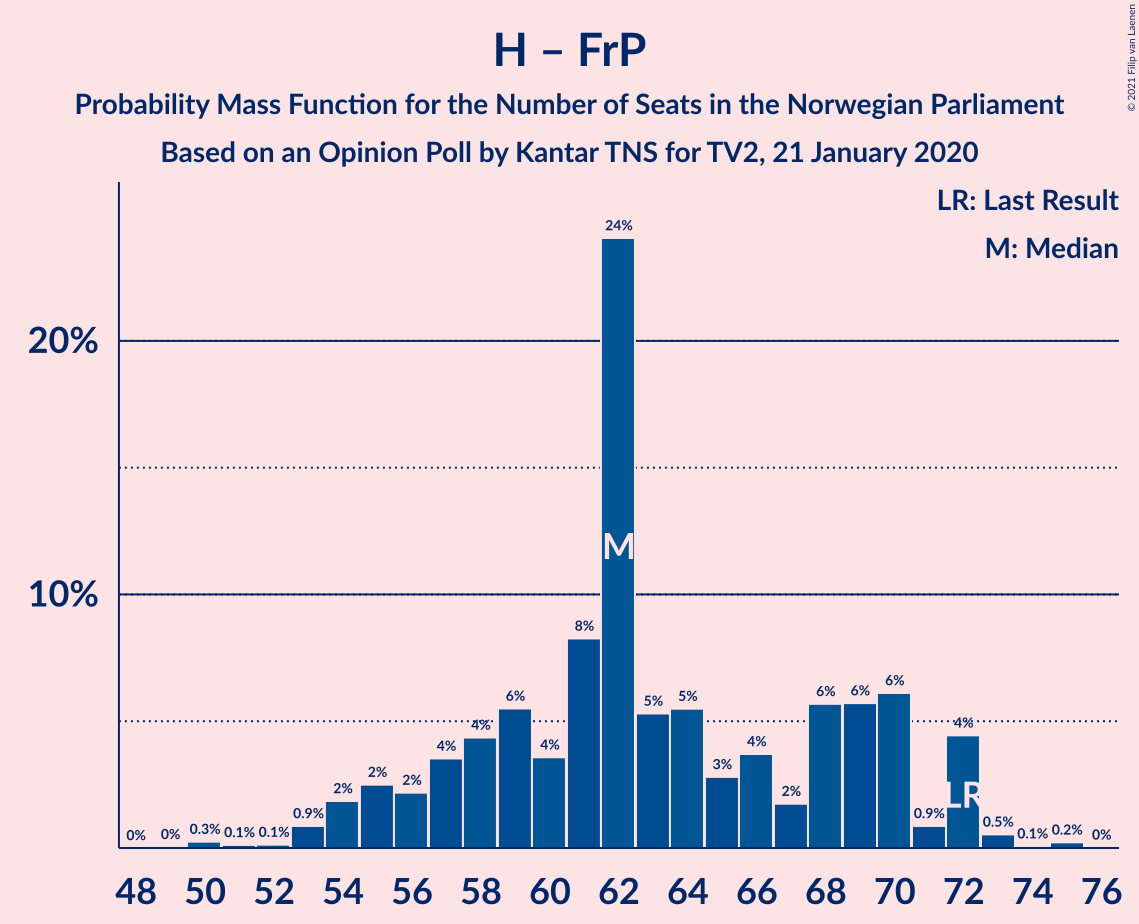 H – FrP
Probability Mass Function for the Number of Seats in the Norwegian Parliament
Based on an Opinion Poll by Kantar TNS for TV2, 21 January 2020
© 2021 Filip van Laenen
LR: Last Result
M: Median
20%
10%
0% 0% 0.3% 0.1% 0.1% 0.9% 2% 2% 2% 4% 4% 6% 4% 8% 24% 5% 5% 3% 4% 2% 6% 6% 6% 0.9% 4% 0.5% 0.1% 0.2% 0%
M
LR
48 50 52 54 56 58 60 62 64 66 68 70 72 74 76